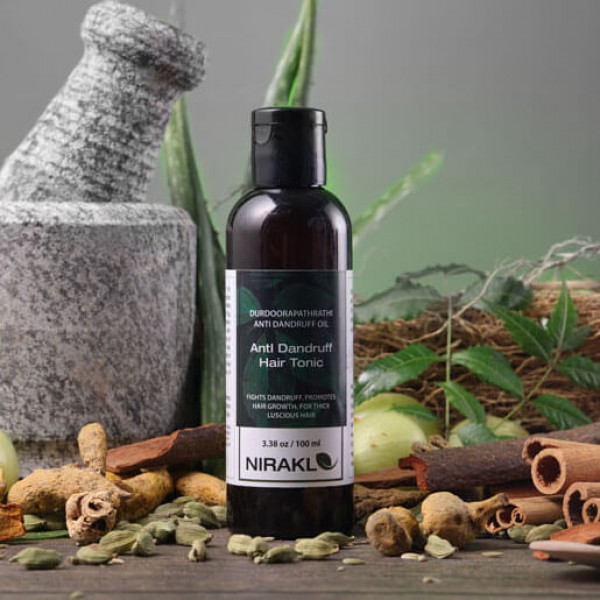 DURDOORAPATHRATHI
ANTI DANDRUFF OIL
AntI Dandruff
Hair Tonic
FIGHTS DANDRUFF, PROMOTES
HAIR GROWTH, FOR THICK
LUSCIOUS HAIR
3.38 oz / 100 ml
NIRAKL